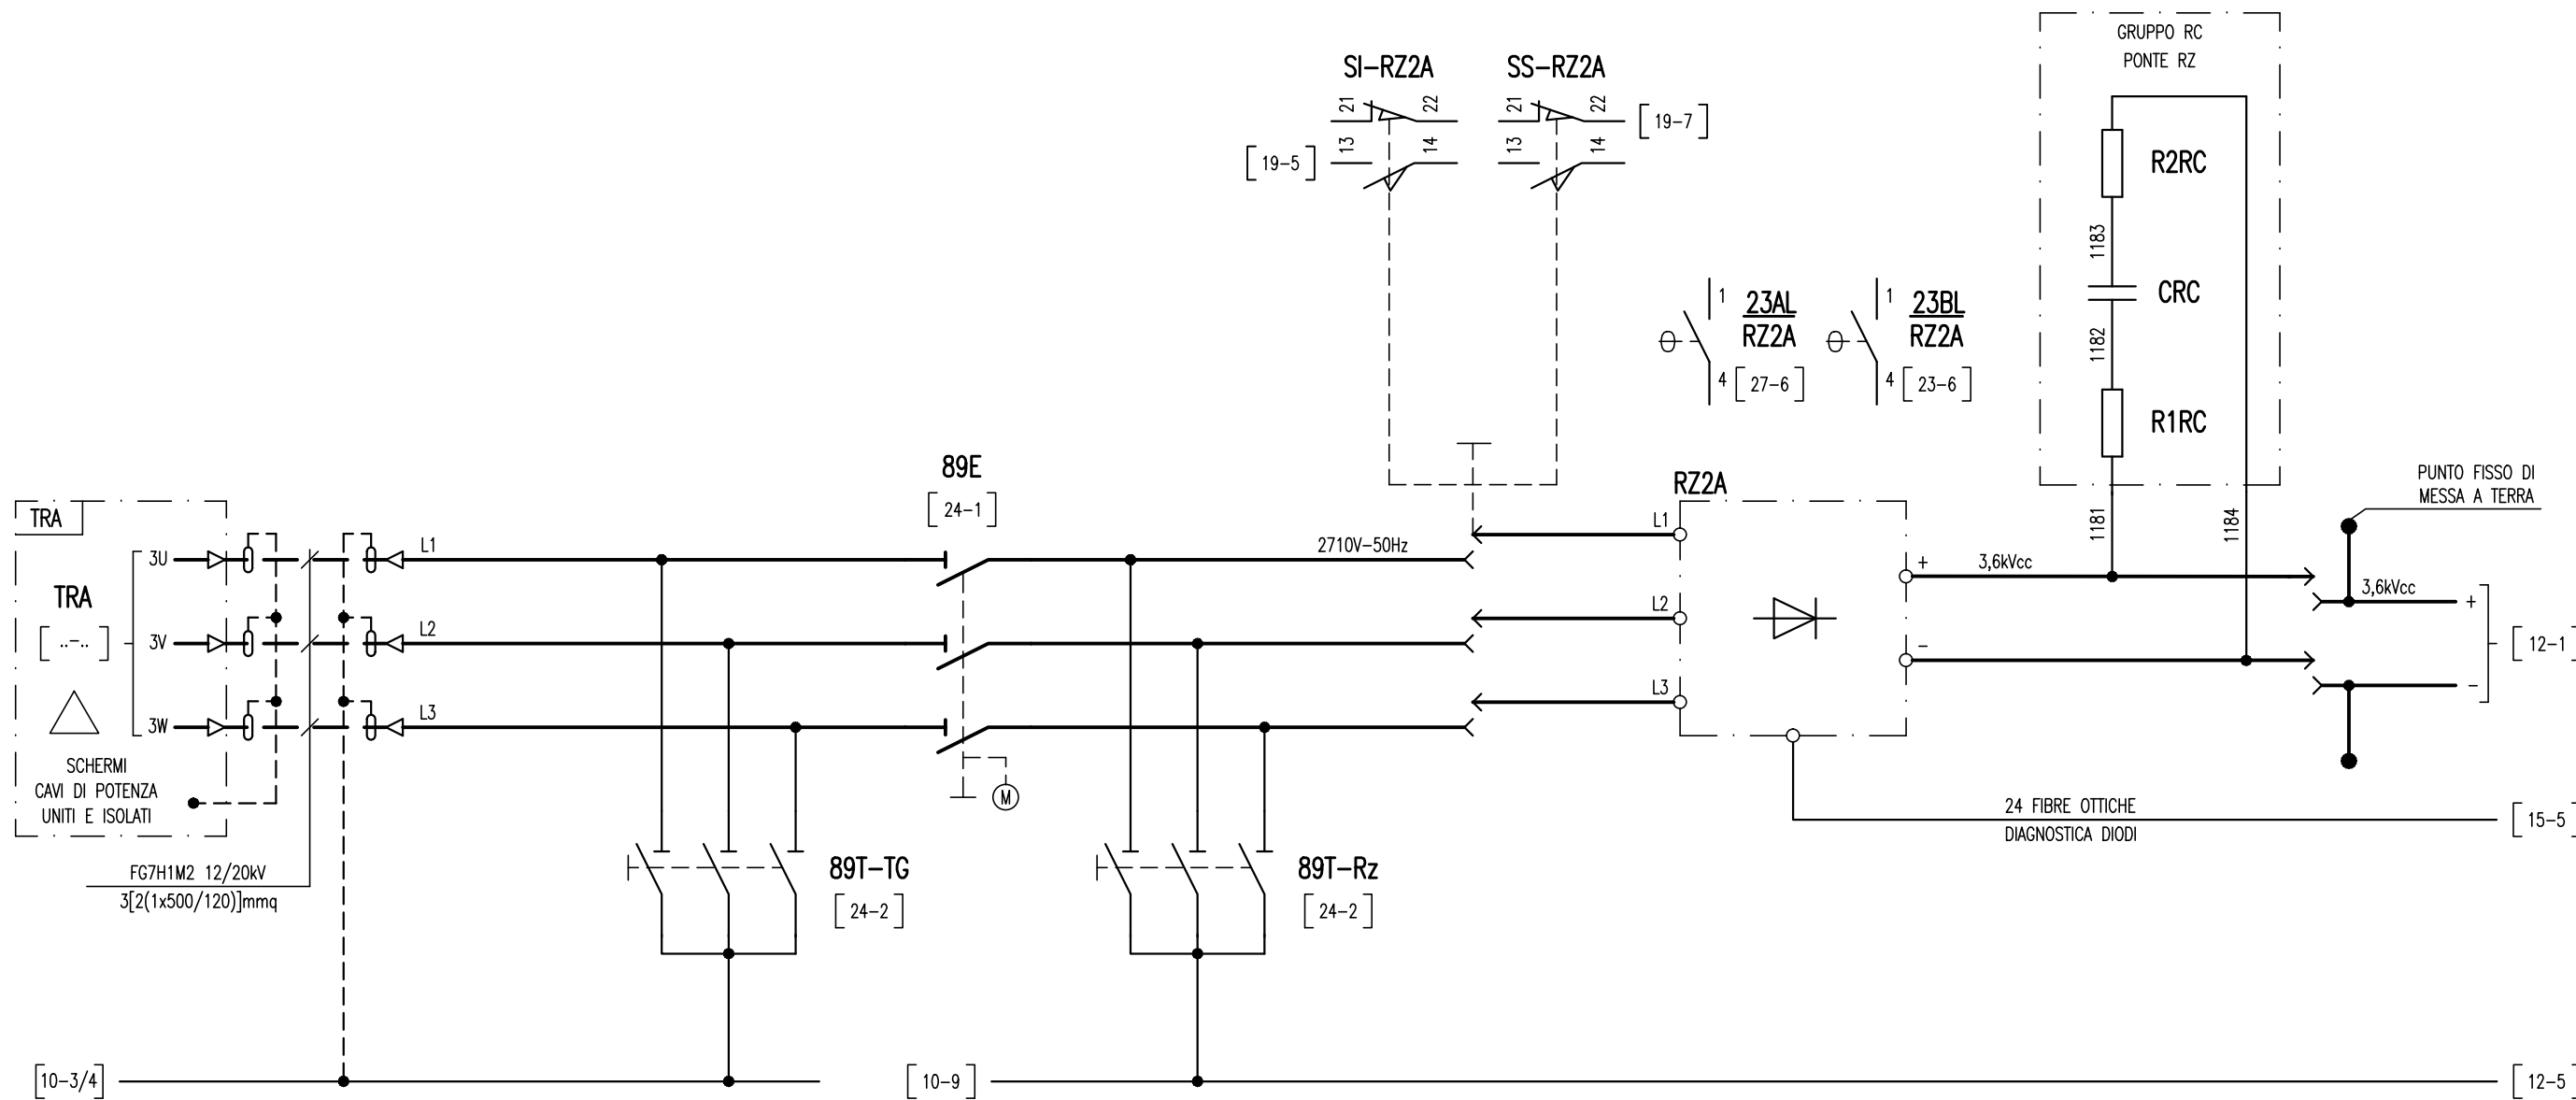 GRUPPO RC
PONTE RZ
SI-RZ2A
SS-RZ2A
21
22
21
22
[19-7]
13
14
13
14
[19-5]
R2RC
1183
CRC
1182
R1RC
1181
1184
1
23AL
RZ2A
4
[27-6]
1
23BL
RZ2A
4
[23-6]
89E
[24-1]
RZ2A
PUNTO FISSO DI
MESSA A TERRA
TRA
TRA
[..-..]
3U
3V
3W
L1
L2
L3
2710V-50Hz
L1
L2
L3
+
3,6kVcc
-
3,6kVcc
+
-
[12-1]
SCHERMI
CAVI DI POTENZA
UNITI E ISOLATI
M
24 FIBRE OTTICHE
DIAGNOSTICA DIODI
[15-5]
FG7H1M2 12/20kV
3[2(1x500/120)]mmq
89T-TG
[24-2]
89T-Rz
[24-2]
[10-3/4]
[10-9]
[12-5]